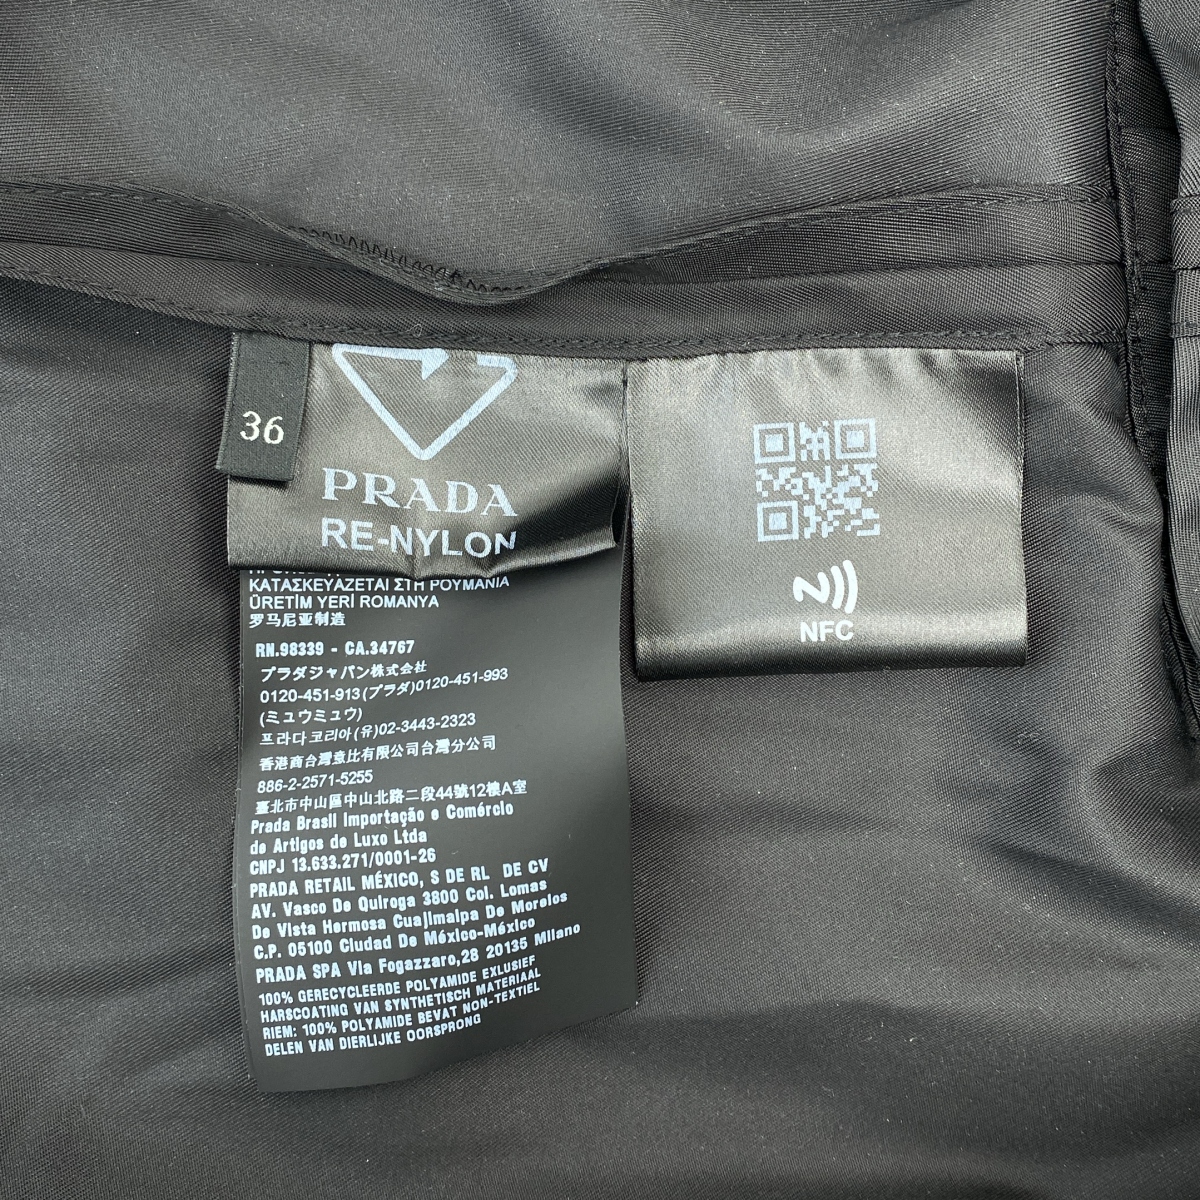 36
PRADA
RE-NYLON
NFC
ΚΑΤΑΣΚΕΥΑΖΕΤΑΙ ΣΤΗ ΡΟΥΜΑΝΙΑ
ÜRETİM YERİ ROMANYA
罗马尼亚制造
RN.98339 - CA.34767
プラダジャパン株式会社
0120-451-913(プラダ)0120-451-993
(ミュウミュウ)
프라다코리아(유)02-3443-2323
香港商台灣意比有限公司台灣分公司
886-2-2571-5255
臺北市中山區中山北路二段44號12樓A室
Prada Brasil Importação e Comércio
de Artigos de Luxo Ltda
CNPJ 13.633.271/0001-26
PRADA RETAIL MÉXICO, S DE RL DE CV
AV. Vasco De Quiroga 3800 Col. Lomas
De Vista Hermosa Cuajimalpa De Morelos
C.P. 05100 Ciudad De México-México
PRADA SPA Via Fogazzaro,28 20135 Milano
100% GERECYCLEERDE POLYAMIDE EXLUSIEF
HARSCOATING VAN SYNTHETISCH MATERIAAL
RIEM: 100% POLYAMIDE BEVAT NON-TEXTIEL
DELEN VAN DIERLIJKE OORSPRONG